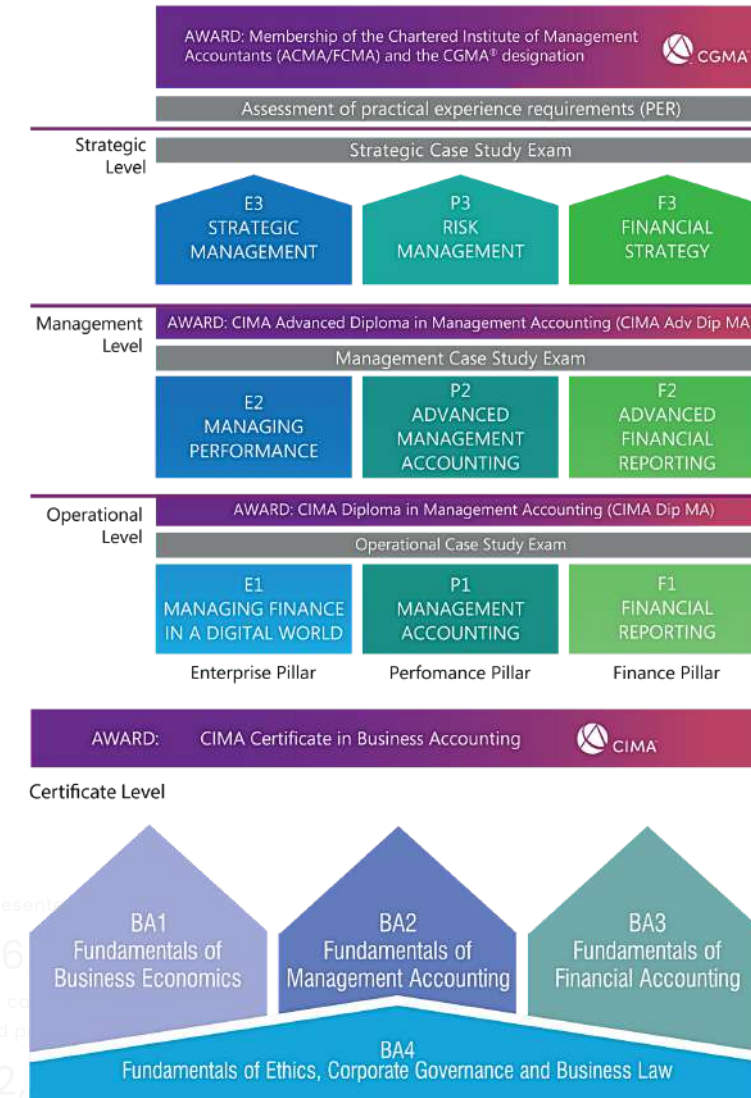 AWARD: Membership of the Chartered Institute of Management
Accountants (ACMA/FCMA) and the CGMA® designation
CGMA
Assessment of practical experience requirements (PER)
Strategic
Level
Strategic Case Study Exam
E3
STRATEGIC
MANAGEMENT
P3
RISK
MANAGEMENT
F3
FINANCIAL
STRATEGY
Management
Level
AWARD: CIMA Advanced Diploma in Management Accounting (CIMA Adv Dip MA)
Management Case Study Exam
E2
MANAGING
PERFORMANCE
P2
ADVANCED
MANAGEMENT
ACCOUNTING
F2
ADVANCED
FINANCIAL
REPORTING
Operational
Level
AWARD: CIMA Diploma in Management Accounting (CIMA Dip MA)
Operational Case Study Exam
E1
MANAGING FINANCE
IN A DIGITAL WORLD
P1
MANAGEMENT
ACCOUNTING
F1
FINANCIAL
REPORTING
Enterprise Pillar
Perfomance Pillar
Finance Pillar
AWARD: CIMA Certificate in Business Accounting
CIMA
Certificate Level
BA1
Fundamentals of
Business Economics
BA2
Fundamentals of
Management Accounting
BA3
Fundamentals of
Financial Accounting
BA4
Fundamentals of Ethics, Corporate Governance and Business Law